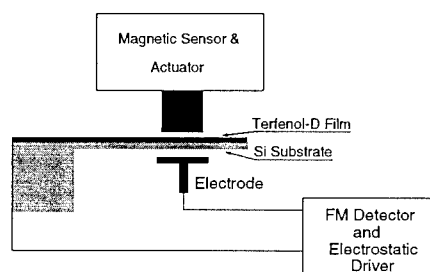 Magnetic Sensor &
Actuator
Terfenol-D Film
Si Substrate
Electrode
FM Detector
and
Electrostatic
Driver